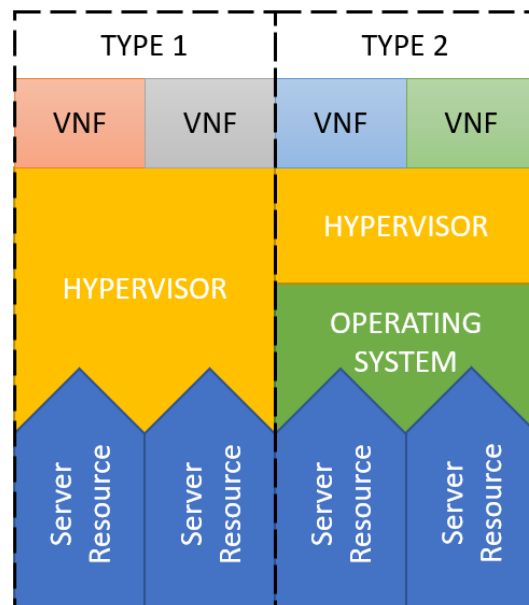 TYPE 1
TYPE 2
VNF
VNF
VNF
VNF
HYPERVISOR
HYPERVISOR
OPERATING
SYSTEM
Server
Resource
Server
Resource
Server
Resource
Server
Resource